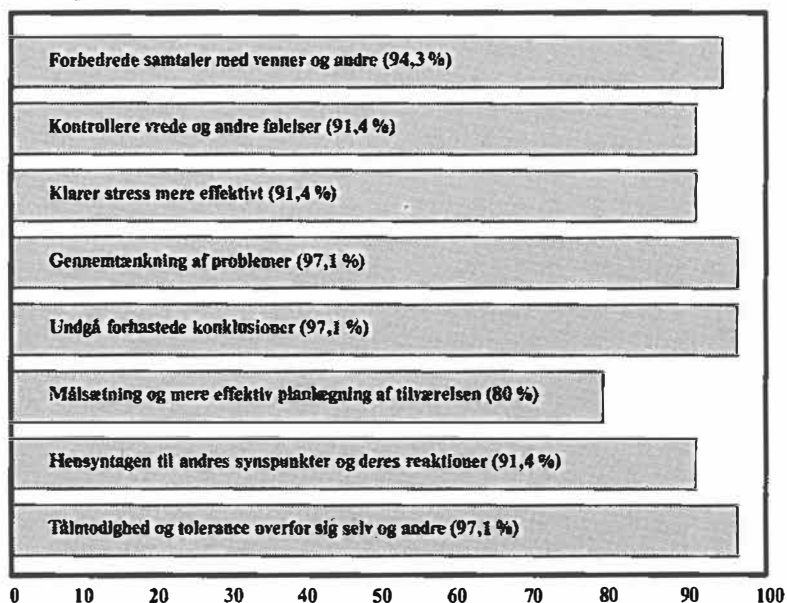 Forbedrede samtaler med venner og andre (94,3 %)
Kontrollere vrede og andre følelser (91,4 %)
Klarer stress mere effektivt (91,4 %)
Gennemtænkning af problemer (97,1 %)
Undgå forhastede konklusioner (97,1 %)
Målsætning og mere effektiv planlægning af tilværelsen (80 %)
Hensyntagen til andres synspunkter og deres reaktioner (91,4 %)
Tålmodighed og tolerance overfor sig selv og andre (97,1 %)
0 10 20 30 40 50 60 70 80 90 100